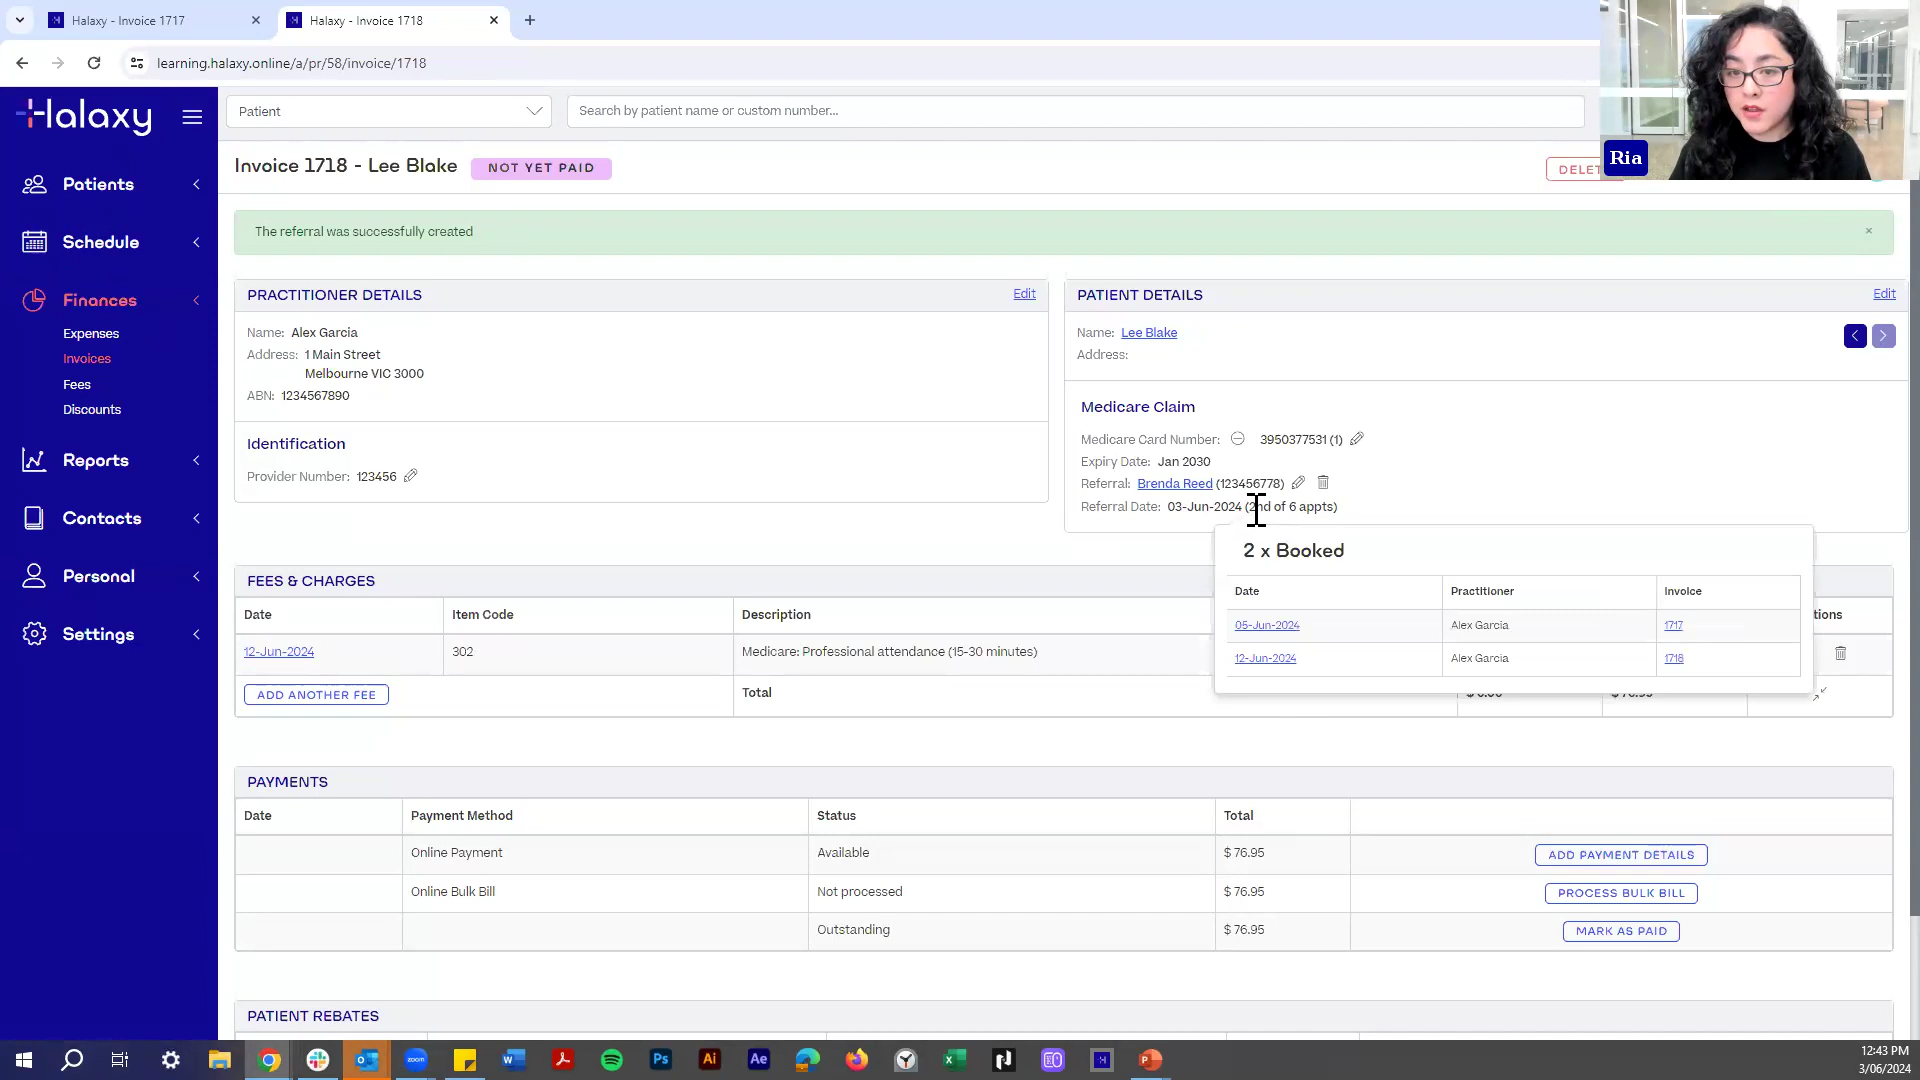 Halaxy - Invoice 1717
Halaxy - Invoice 1718
learning.halaxy.online/a/pr/58/invoice/1718
Halaxy
Patient
Search by patient name or custom number...
Ria
Invoice 1718 - Lee Blake
NOT YET PAID
DELET
The referral was successfully created
Patients
Schedule
Finances
Expenses
Invoices
Fees
Discounts
Reports
Contacts
Personal
Settings
PRACTITIONER DETAILS
Edit
Name: Alex Garcia
Address: 1 Main Street
Melbourne VIC 3000
ABN: 1234567890
Identification
Provider Number: 123456
PATIENT DETAILS
Edit
Name: Lee Blake
Address:
Medicare Claim
Medicare Card Number: 3950377531 (1)
Expiry Date: Jan 2030
Referral: Brenda Reed (123456778)
Referral Date: 03-Jun-2024 (2nd of 6 appts)
2 x Booked
Date Practitioner Invoice
05-Jun-2024 Alex Garcia 1717
12-Jun-2024 Alex Garcia 1718
FEES & CHARGES
Date Item Code Description
12-Jun-2024 302 Medicare: Professional attendance (15-30 minutes)
ADD ANOTHER FEE Total
PAYMENTS
Date Payment Method Status Total
Online Payment Available $ 76.95 ADD PAYMENT DETAILS
Online Bulk Bill Not processed $ 76.95 PROCESS BULK BILL
Outstanding $ 76.95 MARK AS PAID
PATIENT REBATES
12:43 PM
3/06/2024